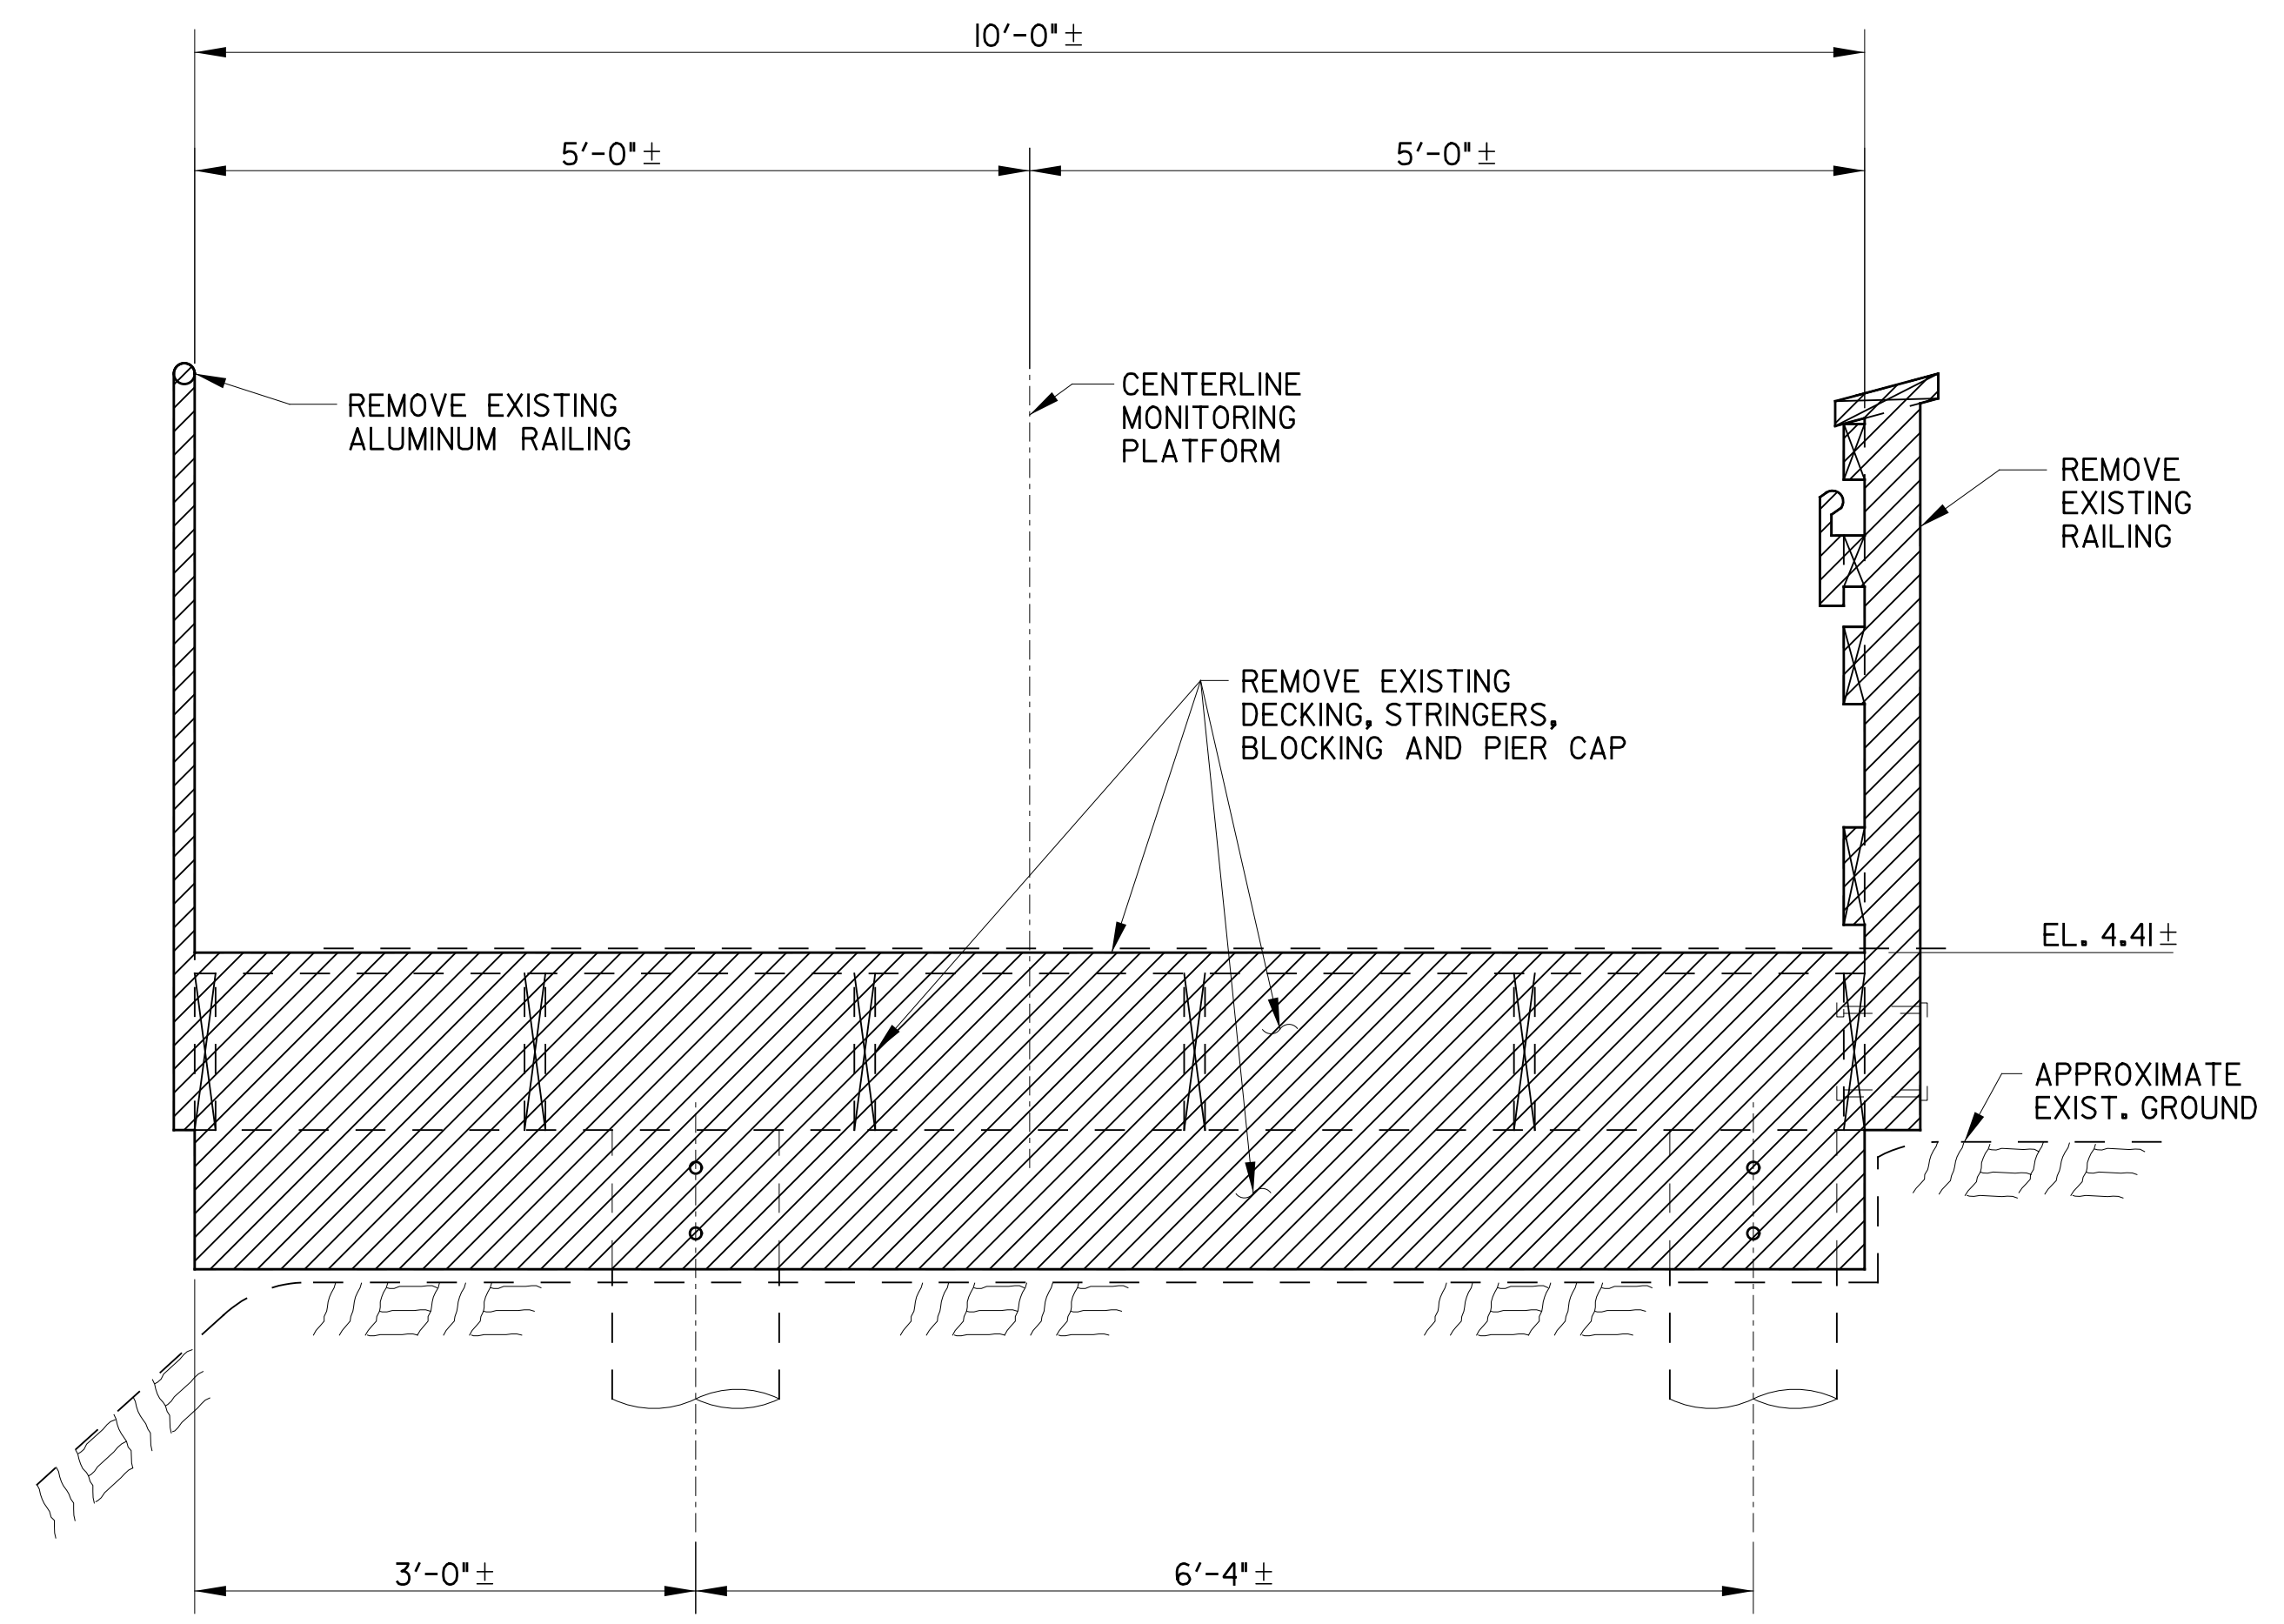 10'-0"±
5'-0"±
5'-0"±
REMOVE EXISTING
ALUMINUM RAILING
CENTERLINE
MONITORING
PLATFORM
REMOVE
EXISTING
RAILING
REMOVE EXISTING
DECKING, STRINGERS,
BLOCKING AND PIER CAP
EL. 4.41±
APPROXIMATE
EXIST. GROUND
3'-0"±
6'-4"±